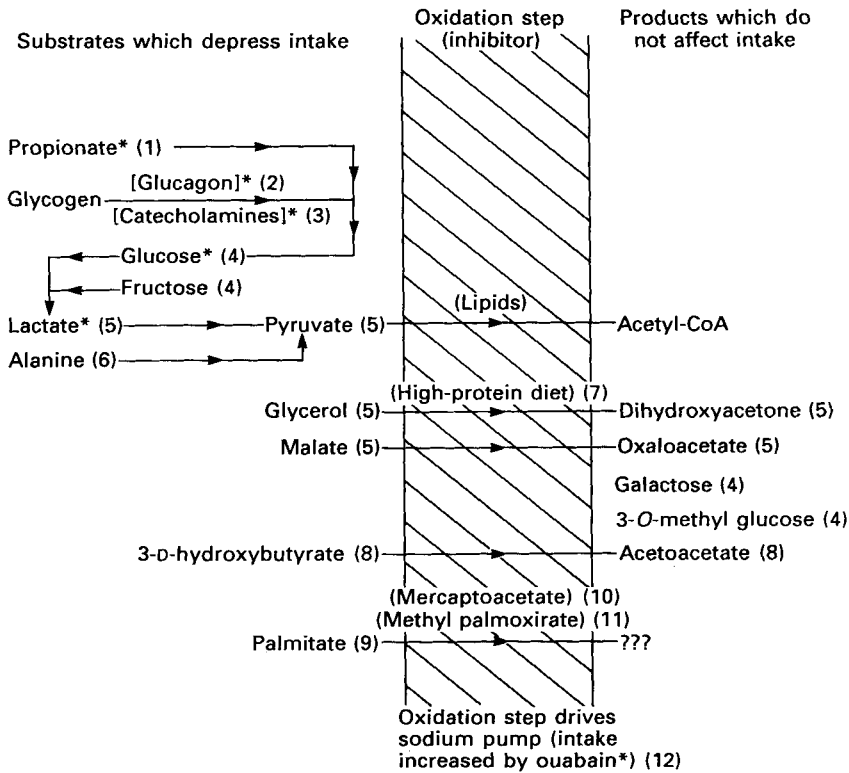 Substrates which depress intake
Oxidation step
(inhibitor)
Products which do
not affect intake
Propionate* (1)
[Glucagon]* (2)
Glycogen
[Catecholamines]* (3)
Glucose* (4)
Fructose (4)
(Lipids)
Lactate* (5)
Pyruvate (5)
Acetyl-CoA
Alanine (6)
(High-protein diet) (7)
Glycerol (5)
Dihydroxyacetone (5)
Malate (5)
Oxaloacetate (5)
Galactose (4)
3-O-methyl glucose (4)
3-D-hydroxybutyrate (8)
Acetoacetate (8)
(Mercaptoacetate) (10)
(Methyl palmoxirate) (11)
Palmitate (9)
???
Oxidation step drives
sodium pump (intake
increased by ouabain*) (12)